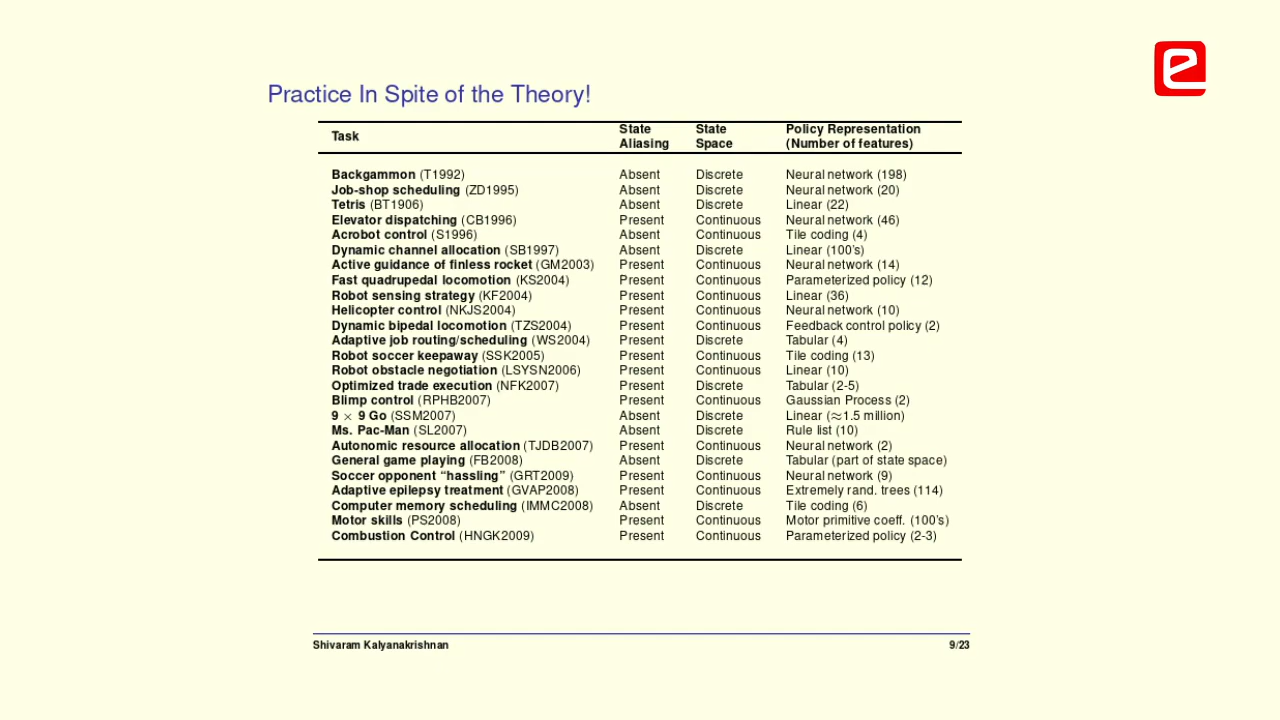 Practice In Spite of the Theory!
Task State Aliasing State Space Policy Representation (Number of features)
Backgammon (T1992) Absent Discrete Neural network (198)
Job-shop scheduling (ZD1995) Absent Discrete Neural network (20)
Tetris (BT1906) Absent Discrete Linear (22)
Elevator dispatching (CB1996) Present Continuous Neural network (46)
Acrobot control (S1996) Absent Continuous Tile coding (4)
Dynamic channel allocation (SB1997) Absent Discrete Linear (100's)
Active guidance of finless rocket (GM2003) Present Continuous Neural network (14)
Fast quadrupedal locomotion (KS2004) Present Continuous Parameterized policy (12)
Robot sensing strategy (KF2004) Present Continuous Linear (36)
Helicopter control (NKJS2004) Present Continuous Neural network (10)
Dynamic bipedal locomotion (TZS2004) Present Continuous Feedback control policy (2)
Adaptive job routing/scheduling (WS2004) Present Discrete Tabular (4)
Robot soccer keepaway (SSK2005) Present Continuous Tile coding (13)
Robot obstacle negotiation (LSYSN2006) Present Continuous Linear (10)
Optimized trade execution (NFK2007) Present Discrete Tabular (2-5)
Blimp control (RPHB2007) Present Continuous Gaussian Process (2)
9 × 9 Go (SSM2007) Absent Discrete Linear (≈1.5 million)
Ms. Pac-Man (SL2007) Absent Discrete Rule list (10)
Autonomic resource allocation (TJDB2007) Present Continuous Neural network (2)
General game playing (FB2008) Absent Discrete Tabular (part of state space)
Soccer opponent “hassling” (GRT2009) Present Continuous Neural network (9)
Adaptive epilepsy treatment (GVAP2008) Present Continuous Extremely rand. trees (114)
Computer memory scheduling (IMMC2008) Absent Discrete Tile coding (6)
Motor skills (PS2008) Present Continuous Motor primitive coeff. (100's)
Combustion Control (HNGK2009) Present Continuous Parameterized policy (2-3)
Shivaram Kalyanakrishnan 9/23